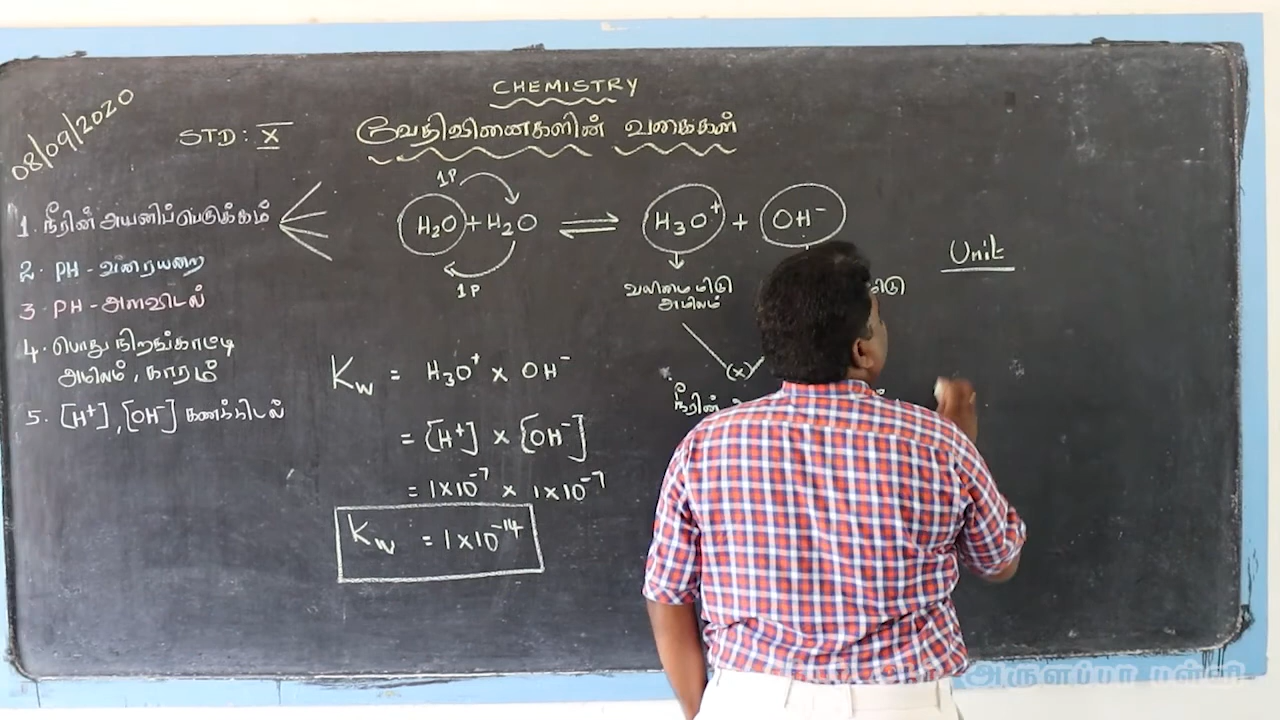 08/09/2020
CHEMISTRY
STD: X வேதிவினைகளின் வகைகள்
1. நீரின் அயனிப்பெருக்கம்
2. PH - வரையறை
3. PH - அளவிடல்
4. பொது நிறங்காட்டி
அமிலம், காரம்
5. [H⁺], [OH⁻] கணக்கிடல்
1P
H₂O + H₂O ⇌ H₃O⁺ + OH⁻
1P
வலிமைமிகு
அமிலம்
மிகு
(x)
நீரின்
Kw = H₃O⁺ x OH⁻
= [H⁺] x [OH⁻]
= 1x10⁻⁷ x 1x10⁻⁷
Kw = 1x10⁻¹⁴
Unit